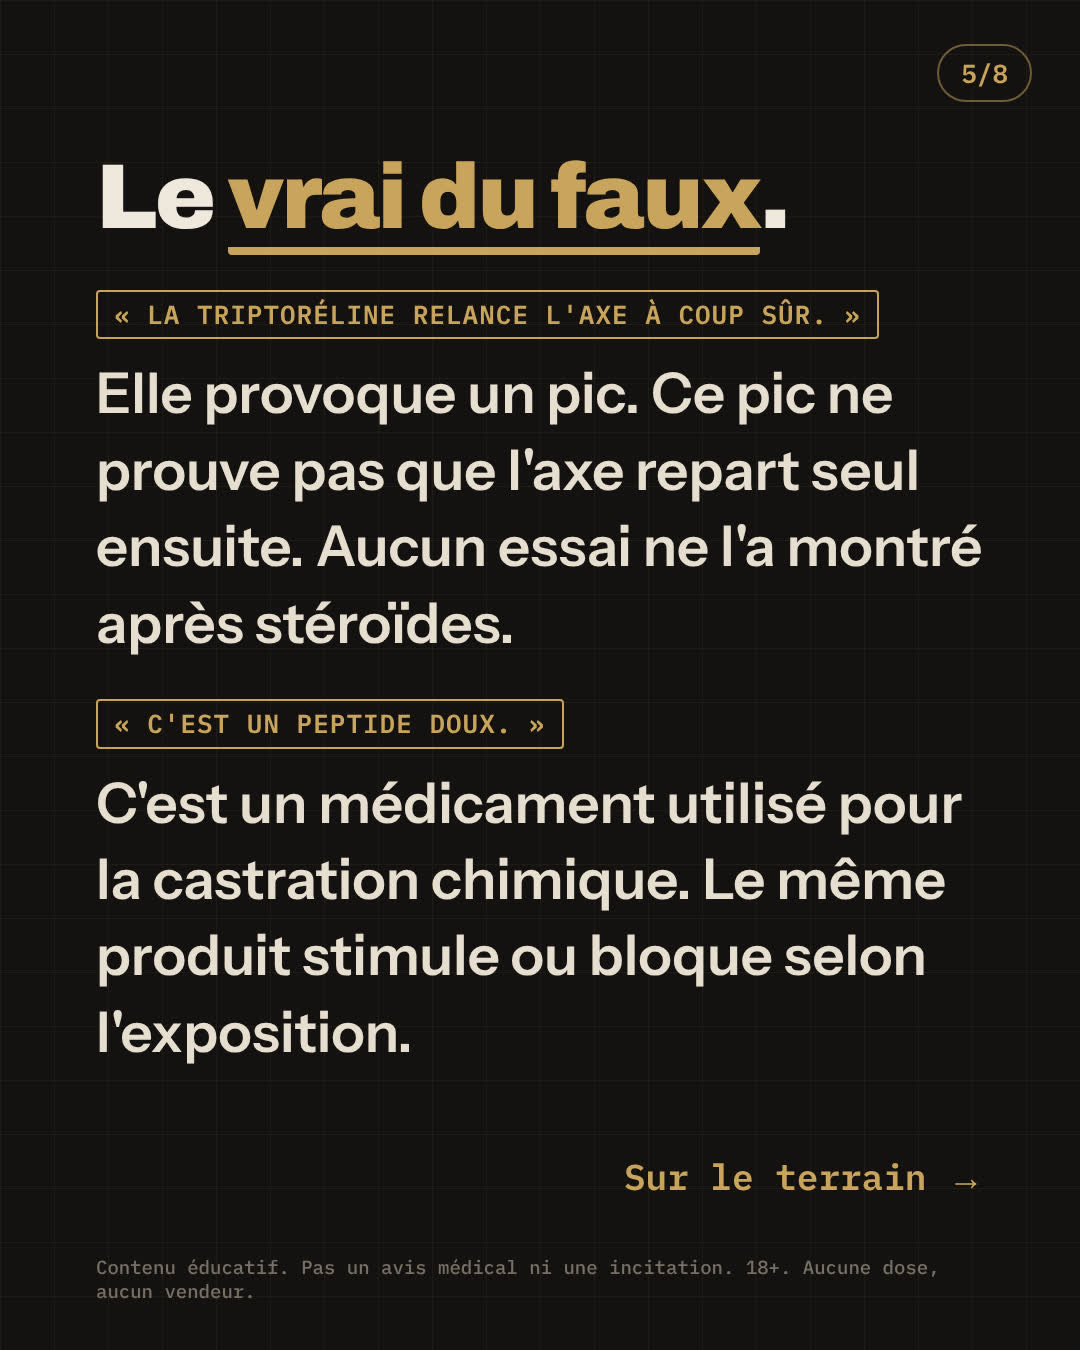 5/8
Le vrai du faux.
« LA TRIPTORÉLINE RELANCE L'AXE À COUP SÛR. »
Elle provoque un pic. Ce pic ne
prouve pas que l'axe repart seul
ensuite. Aucun essai ne l'a montré
après stéroïdes.
« C'EST UN PEPTIDE DOUX. »
C'est un médicament utilisé pour
la castration chimique. Le même
produit stimule ou bloque selon
l'exposition.
Sur le terrain →
Contenu éducatif. Pas un avis médical ni une incitation. 18+. Aucune dose,
aucun vendeur.